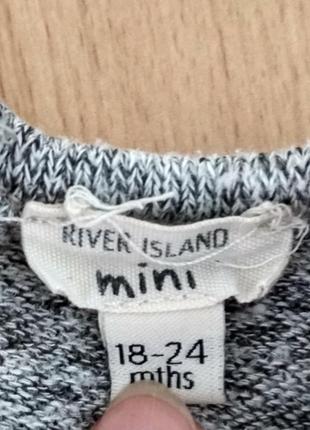 RIVER ISLAND
mini
18-24
mths